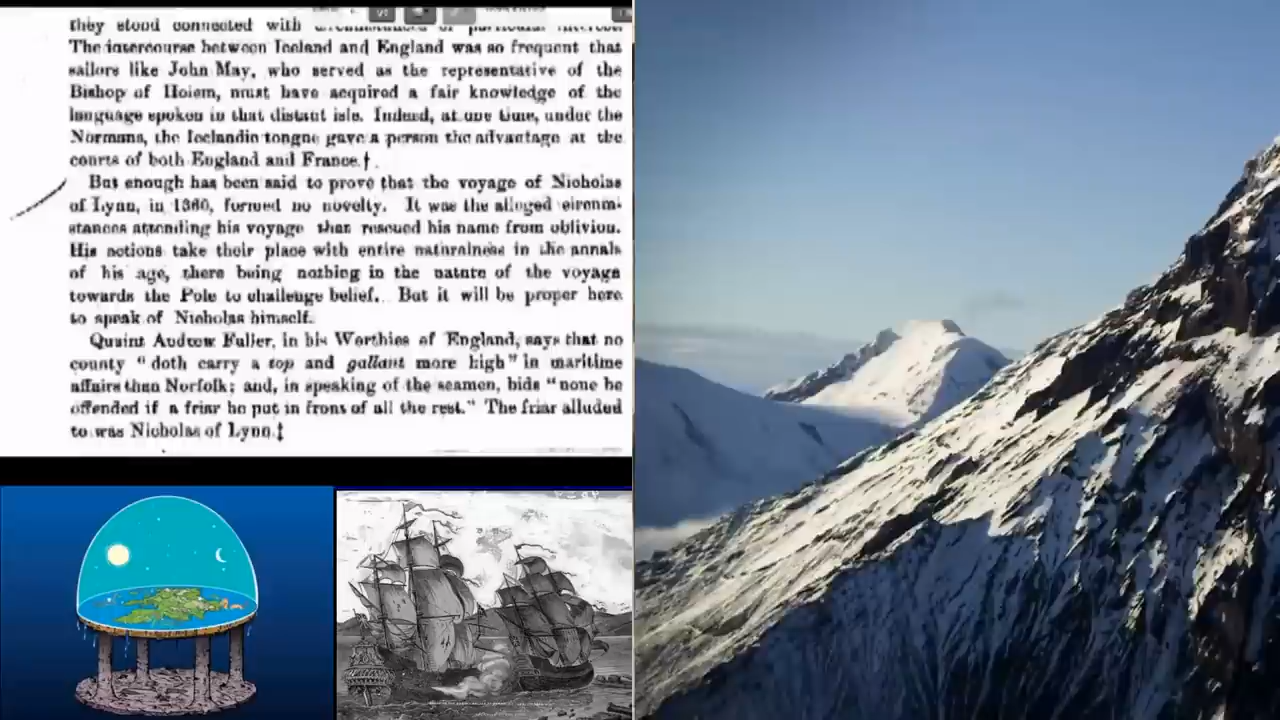 they stood connected with
The intercourse between Iceland and England was so frequent that
sailors like John May, who served as the representative of the
Bishop of Holem, must have acquired a fair knowledge of the
language spoken in that distant isle. Indeed, at one time, under the
Normans, the Icelandic tongue gave a person the advantage at the
courts of both England and France.†
But enough has been said to prove that the voyage of Nicholas
of Lynn, in 1360, formed no novelty. It was the alleged circum-
stances attending his voyage that rescued his name from oblivion.
His actions take their place with entire naturalness in the annals
of his age, there being nothing in the nature of the voyage
towards the Pole to challenge belief. But it will be proper here
to speak of Nicholas himself.
Quaint Andrew Fuller, in his Worthies of England, says that no
county "doth carry a top and gallant more high" in maritime
affairs than Norfolk; and, in speaking of the seamen, bids "none be
offended if a friar be put in front of all the rest." The friar alluded
to was Nicholas of Lynn.‡